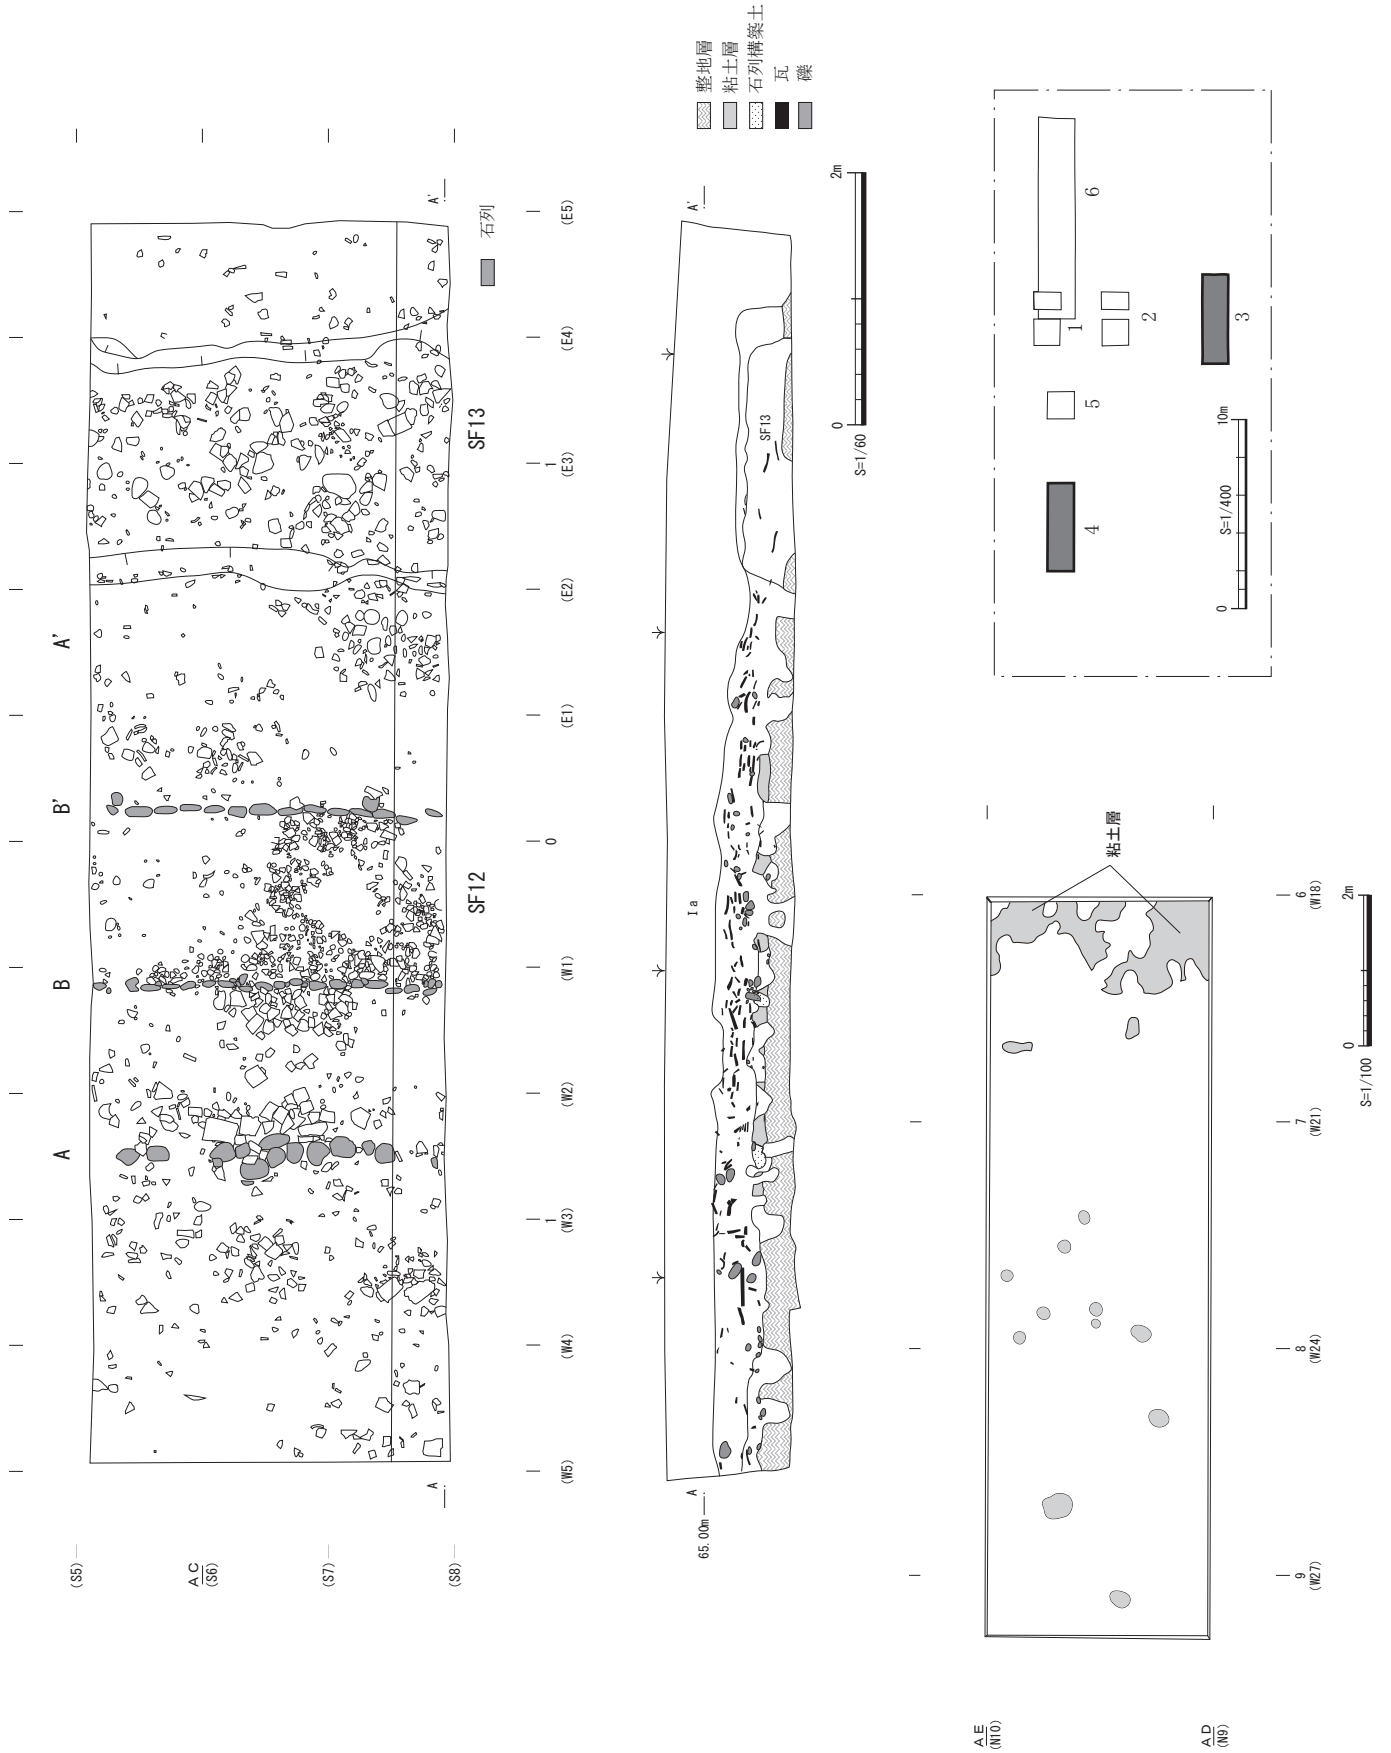 A
B
B'
A'
SF12
SF13
石列
A
A'
(S5)
A C
(S6)
(S7)
(S8)
(W5)
(W4)
1
(W3)
(W2)
(W1)
0
(E1)
(E2)
1
(E3)
(E4)
(E5)
A
65.00m
Ⅰa
SF13
A'
整地層
粘土層
石列構築土
瓦
礫
S=1/60
0
2m
粘土層
A E
(N10)
A D
(N9)
9
(W27)
8
(W24)
7
(W21)
6
(W18)
S=1/100
0
2m
4
5
1
2
6
3
0
S=1/400
10m